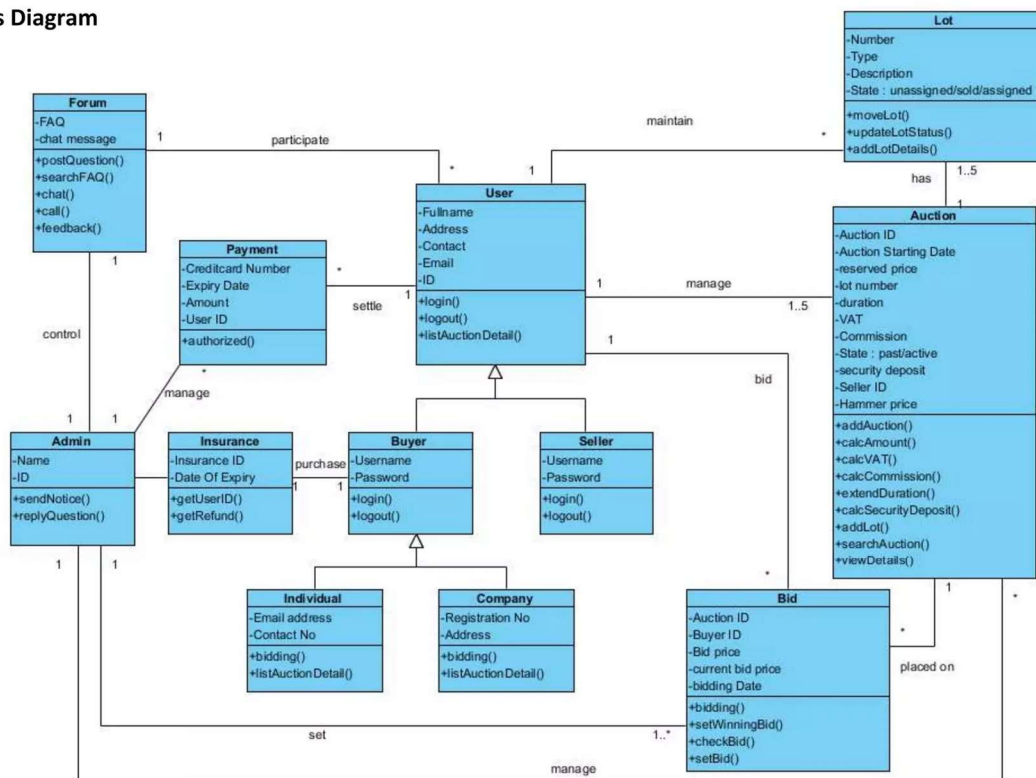 s Diagram
Lot
-Number
-Type
-Description
-State : unassigned/sold/assigned
+moveLot()
+updateLotStatus()
+addLotDetails()
Forum
-FAQ
-chat message
+postQuestion()
+searchFAQ()
+chat()
+call()
+feedback()
1
participate
*
maintain
1
*
1..5
has
1
User
-Fullname
-Address
-Contact
-Email
-ID
+login()
+logout()
+listAuctionDetail()
Auction
-Auction ID
-Auction Starting Date
-reserved price
-lot number
-duration
-VAT
-Commission
-State : past/active
-security deposit
-Seller ID
-Hammer price
+addAuction()
+calcAmount()
+calcVAT()
+calcCommission()
+extendDuration()
+calcSecurityDeposit()
+addLot()
+searchAuction()
+viewDetails()
Payment
-Creditcard Number
-Expiry Date
-Amount
-User ID
+authorized()
*
settle
1
1
manage
1..5
1
bid
*
1
control
1
*
manage
1
Admin
-Name
-ID
+sendNotice()
+replyQuestion()
Insurance
-Insurance ID
-Date Of Expiry
+getUserID()
+getRefund()
purchase
1
1
Buyer
-Username
-Password
+login()
+logout()
Seller
-Username
-Password
+login()
+logout()
Individual
-Email address
-Contact No
+bidding()
+listAuctionDetail()
Company
-Registration No
-Address
+bidding()
+listAuctionDetail()
Bid
-Auction ID
-Buyer ID
-Bid price
-current bid price
-bidding Date
+bidding()
+setWinningBid()
+checkBid()
+setBid()
1
*
placed on
*
1
1
set
1..*
manage